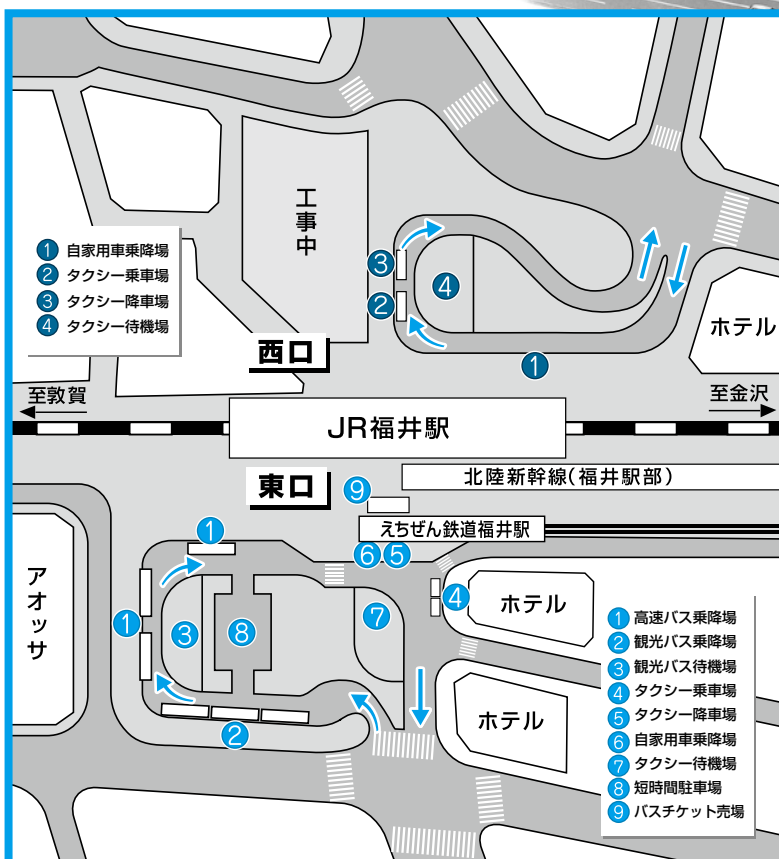 工事中
1 自家用車乗降場
2 タクシー乗車場
3 タクシー降車場
4 タクシー待機場
3
4
2
1
ホテル
西口
至敦賀
至金沢
JR福井駅
東口
北陸新幹線(福井駅部)
9
えちぜん鉄道福井駅
1
6 5
アオッサ
4
ホテル
1
3
8
7
2
ホテル
1 高速バス乗降場
2 観光バス乗降場
3 観光バス待機場
4 タクシー乗車場
5 タクシー降車場
6 自家用車乗降場
7 タクシー待機場
8 短時間駐車場
9 バスチケット売場